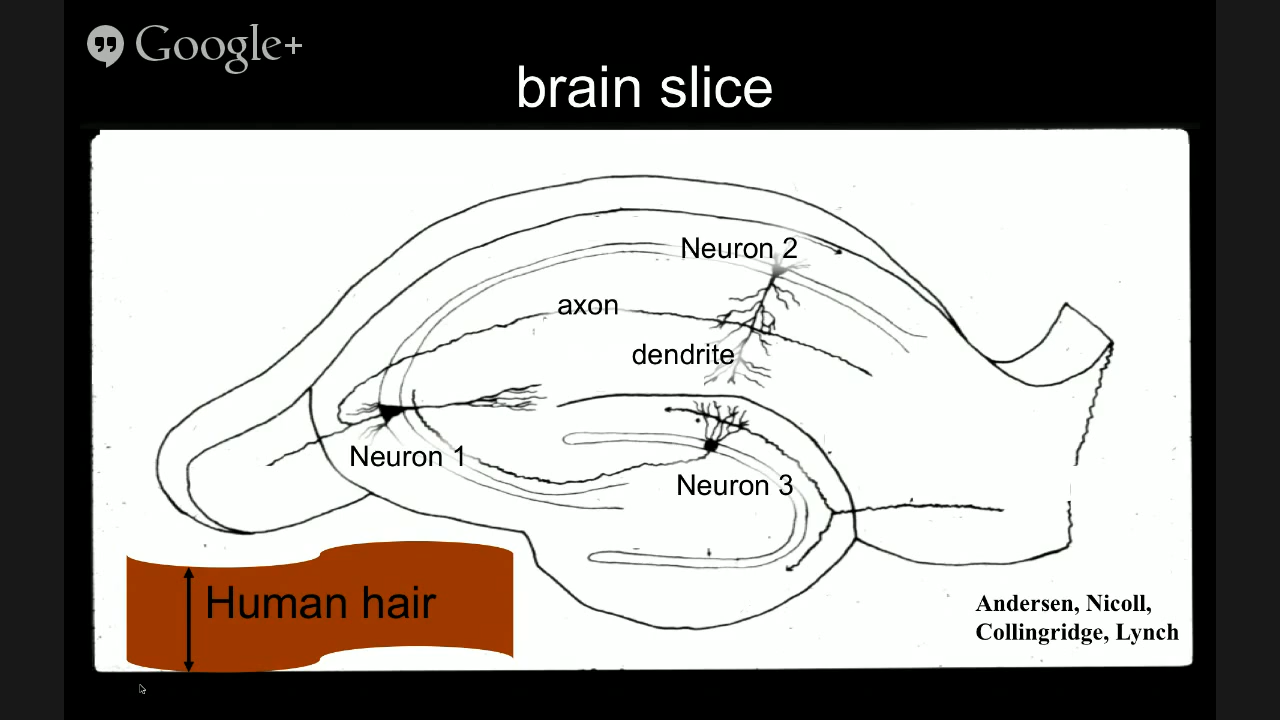 Google+
brain slice
Neuron 2
axon
dendrite
Neuron 1
Neuron 3
Human hair
Andersen, Nicoll,
Collingridge, Lynch